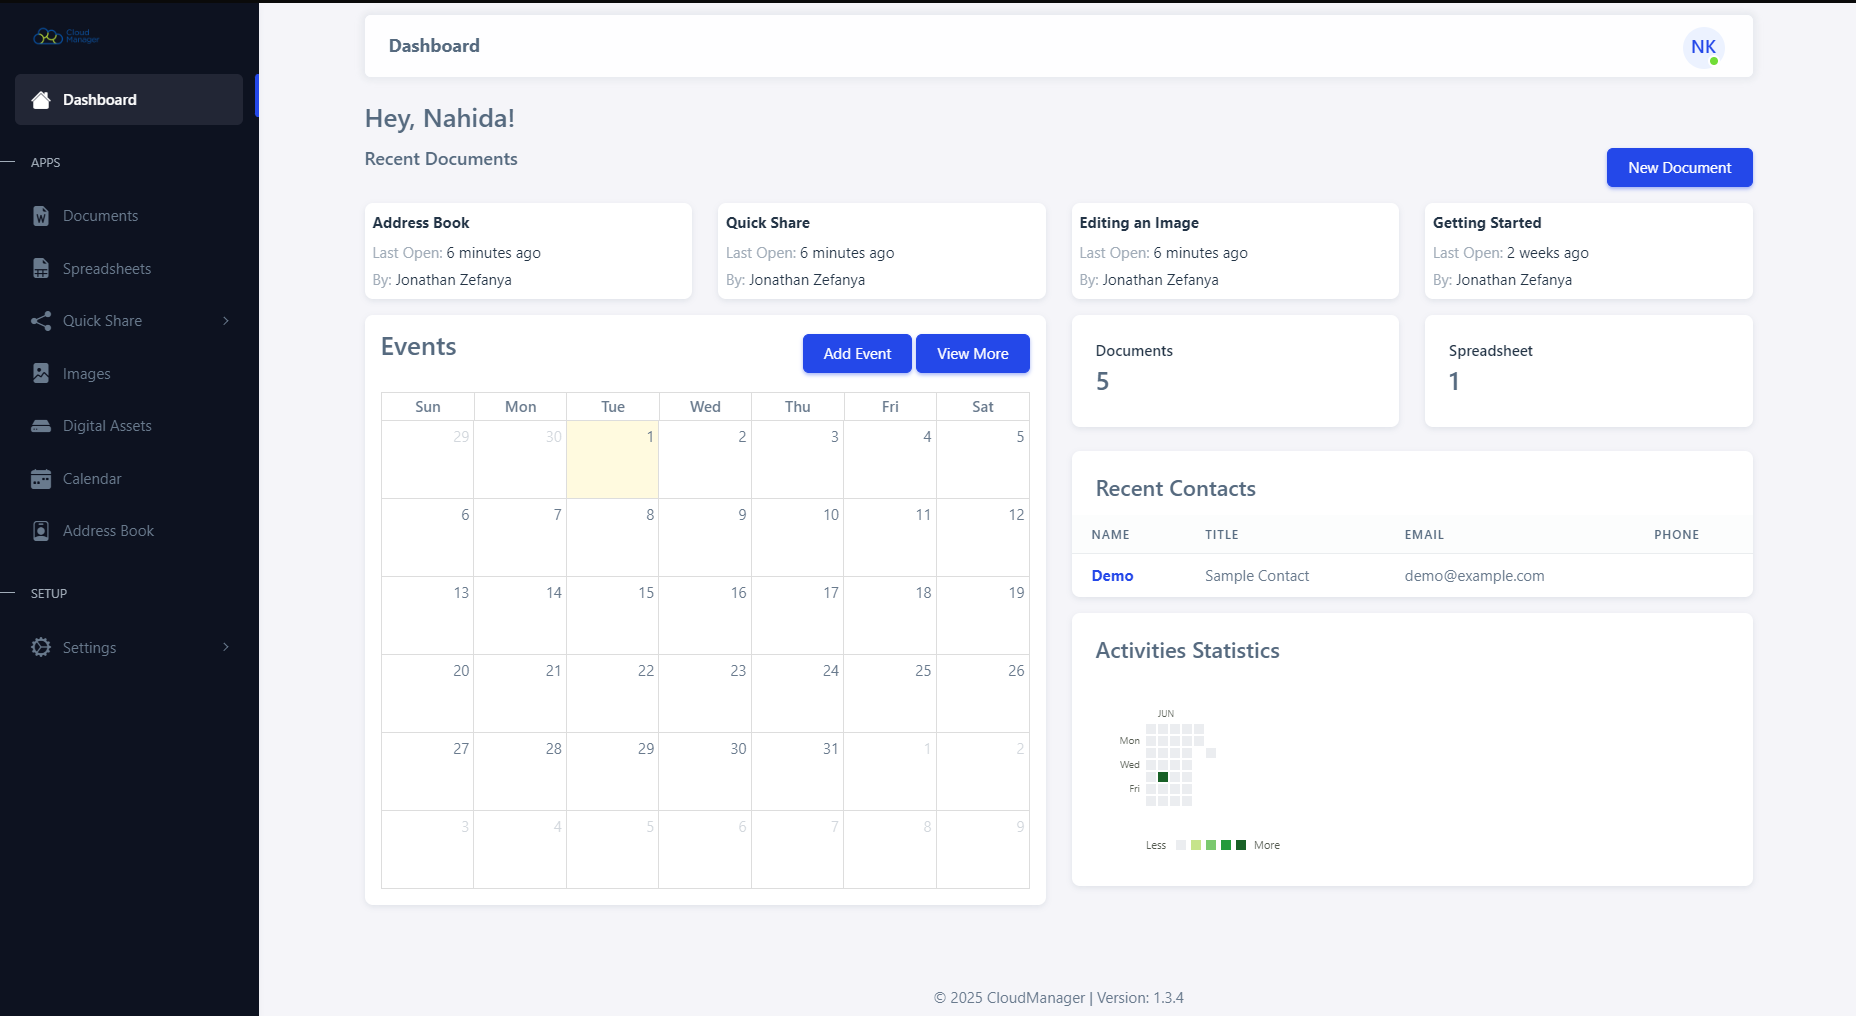 Cloud
Manager
Dashboard
APPS
Documents
Spreadsheets
Quick Share
Images
Digital Assets
Calendar
Address Book
SETUP
Settings
Dashboard
NK
Hey, Nahida!
Recent Documents
New Document
Address Book
Last Open: 6 minutes ago
By: Jonathan Zefanya
Quick Share
Last Open: 6 minutes ago
By: Jonathan Zefanya
Editing an Image
Last Open: 6 minutes ago
By: Jonathan Zefanya
Getting Started
Last Open: 2 weeks ago
By: Jonathan Zefanya
Events
Add Event
View More
Sun Mon Tue Wed Thu Fri Sat
29 30 1 2 3 4 5
6 7 8 9 10 11 12
13 14 15 16 17 18 19
20 21 22 23 24 25 26
27 28 29 30 31 1 2
3 4 5 6 7 8 9
Documents
5
Spreadsheet
1
Recent Contacts
NAME TITLE EMAIL PHONE
Demo Sample Contact demo@example.com
Activities Statistics
JUN
Mon
Wed
Fri
Less More
© 2025 CloudManager | Version: 1.3.4